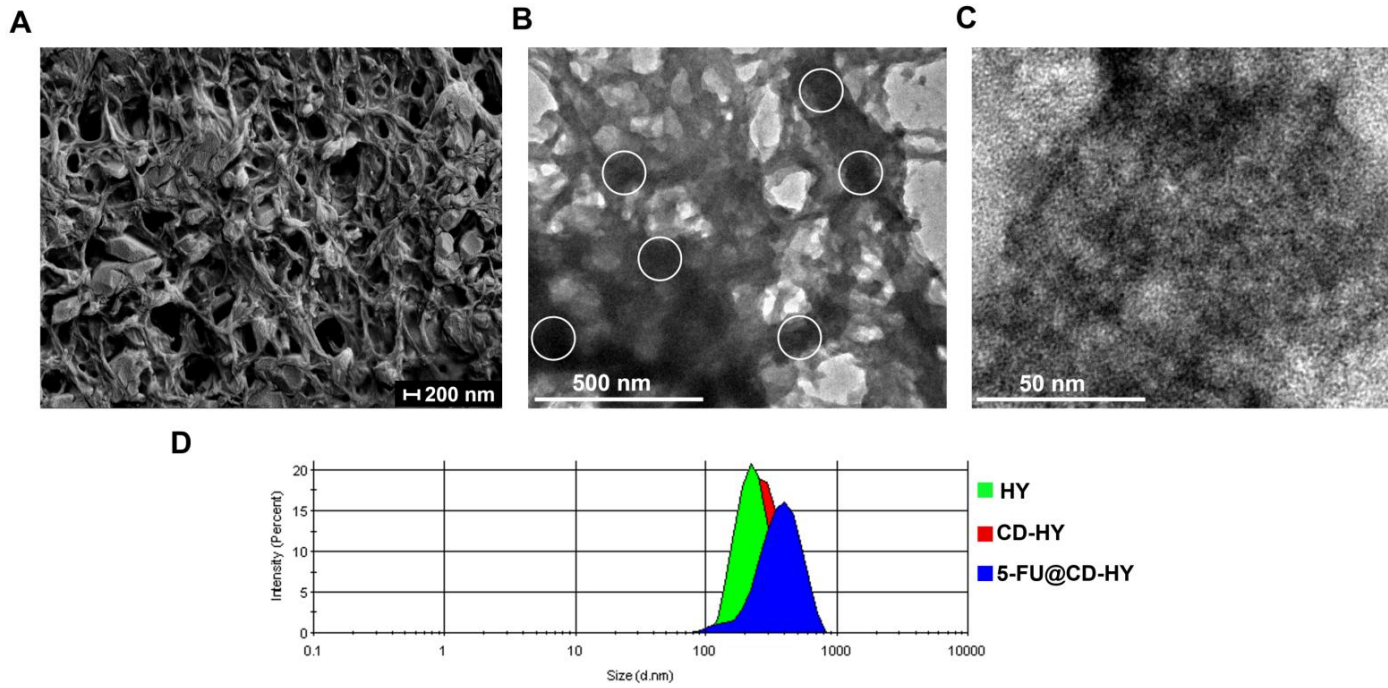 A
B
C
200 nm
500 nm
50 nm
D
Intensity (Percent)
20
15
10
5
0
0.1
1
10
100
1000
10000
Size (d.nm)
HY
CD-HY
5-FU@CD-HY